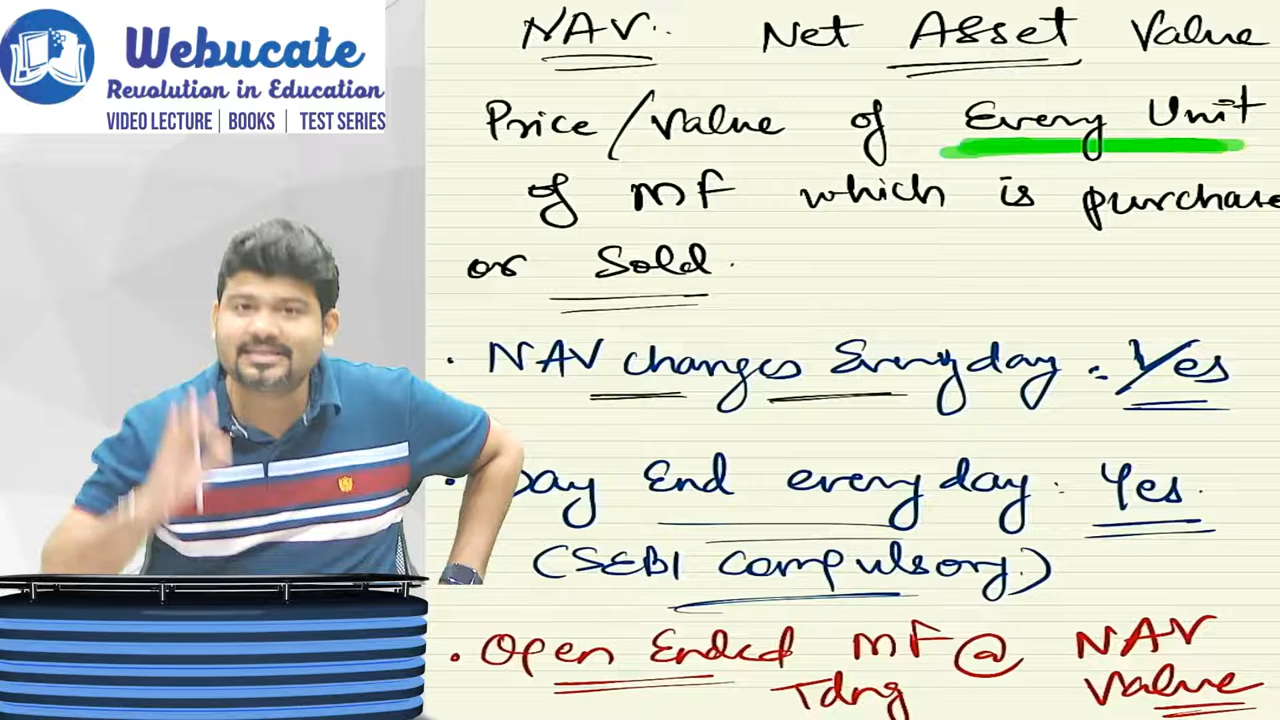 Webucate
Revolution in Education
VIDEO LECTURE | BOOKS | TEST SERIES
NAV. Net Asset Value
Price/Value of Every Unit
of MF which is purchase
or Sold.
. NAV changes Everyday = Yes
. Day End everyday : Yes.
(SEBI compulsory.)
. Open Ended MF @ NAV
Tdng Value